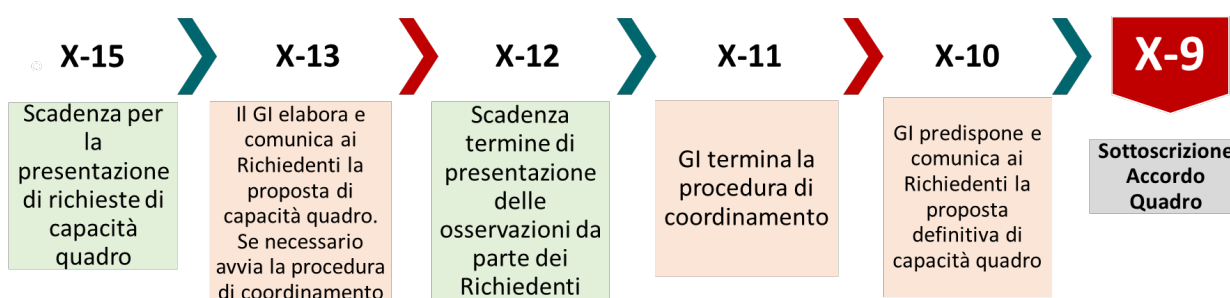 X-15
Scadenza per
la
presentazione
di richieste di
capacità
quadro
X-13
Il GI elabora e
comunica ai
Richiedenti la
proposta di
capacità quadro.
Se necessario
avvia la procedura
di coordinamento
X-12
Scadenza
termine di
presentazione
delle
osservazioni da
parte dei
Richiedenti
X-11
GI termina la
procedura di
coordinamento
X-10
GI predispone e
comunica ai
Richiedenti la
proposta
definitiva di
capacità quadro
X-9
Sottoscrizione
Accordo
Quadro